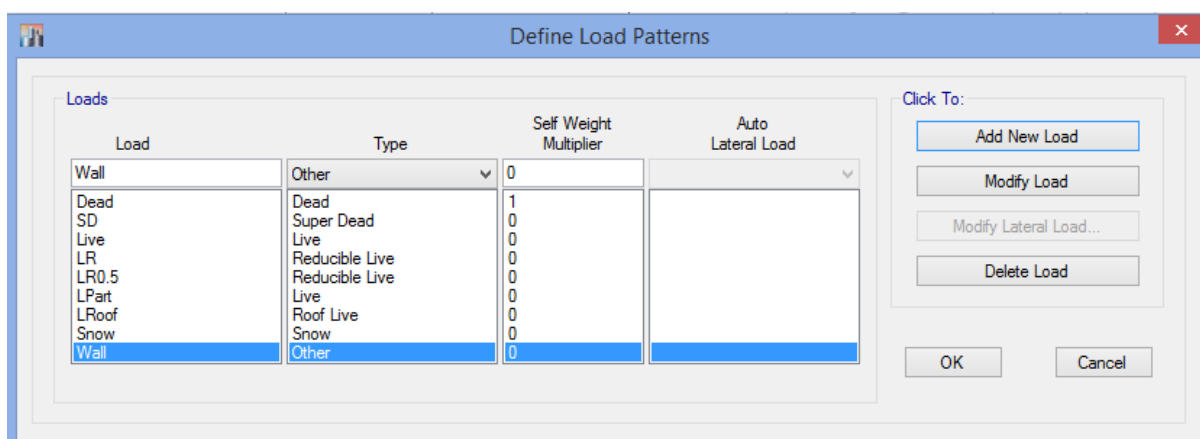 Define Load Patterns
Loads
Click To:
Load Type Self Weight Multiplier Auto Lateral Load
Wall Other 0
Dead Dead 1
SD Super Dead 0
Live Live 0
LR Reducible Live 0
LR0.5 Reducible Live 0
LPart Live 0
LRoof Roof Live 0
Snow Snow 0
Wall Other 0
Add New Load
Modify Load
Modify Lateral Load...
Delete Load
OK Cancel